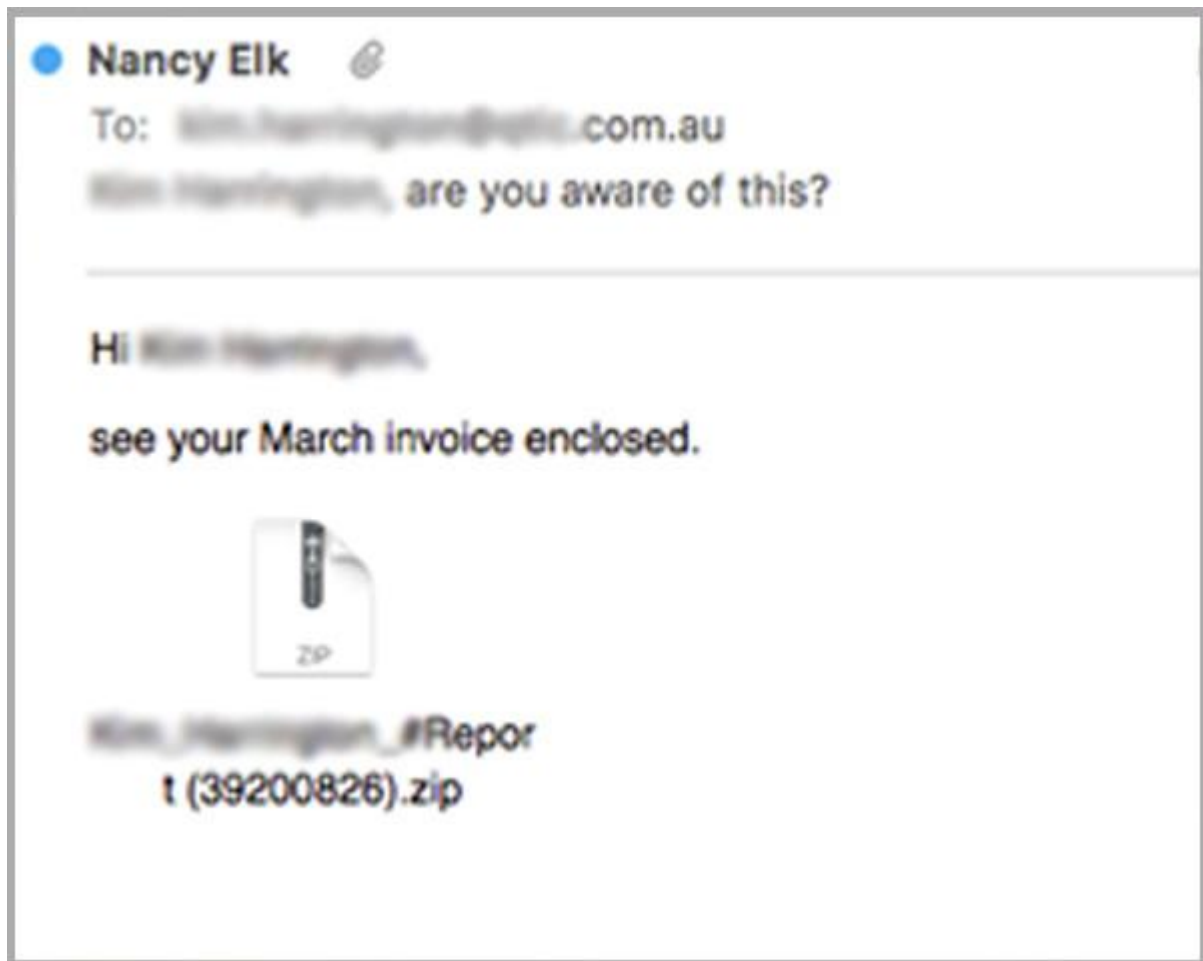 Nancy Elk
To: .com.au
are you aware of this?
Hi
see your March invoice enclosed.
ZIP
_#Repor
t (39200826).zip